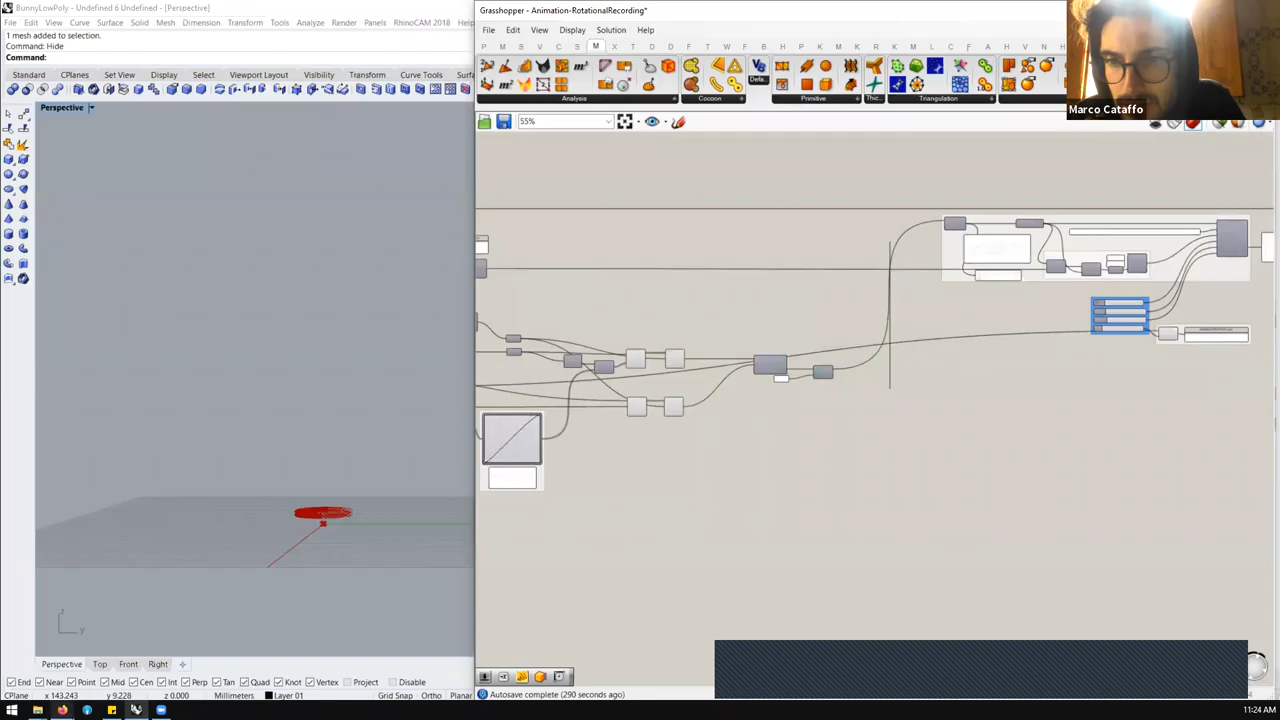 BunnyLowPoly - Undefined 6 Undefined - [Perspective]
File Edit View Curve Surface Solid Mesh Dimension Transform Tools Analyze Render Panels Help RhinoCAM 2018
1 mesh added to selection.
Command: Hide
Command:
Standard CPlanes Set View Display Select Viewport Layout Visibility Transform Curve Tools
Perspective
z
y
Perspective Top Front Right
End Near Point Mid Cen Int Perp Tan Quad Knot Vertex Project Disable
CPlane x 143.243 y 9.228 z 0.000 Millimeters Layer 01 Grid Snap Ortho Planar
Grasshopper - Animation-RotationalRecording*
File Edit View Display Solution Help
P M S V C S M X T D
Analysis Cocoon Defa.. Primitive Thic... Triangulation
55%
Marco Cataffo
Autosave complete (290 seconds ago)
11:24 AM